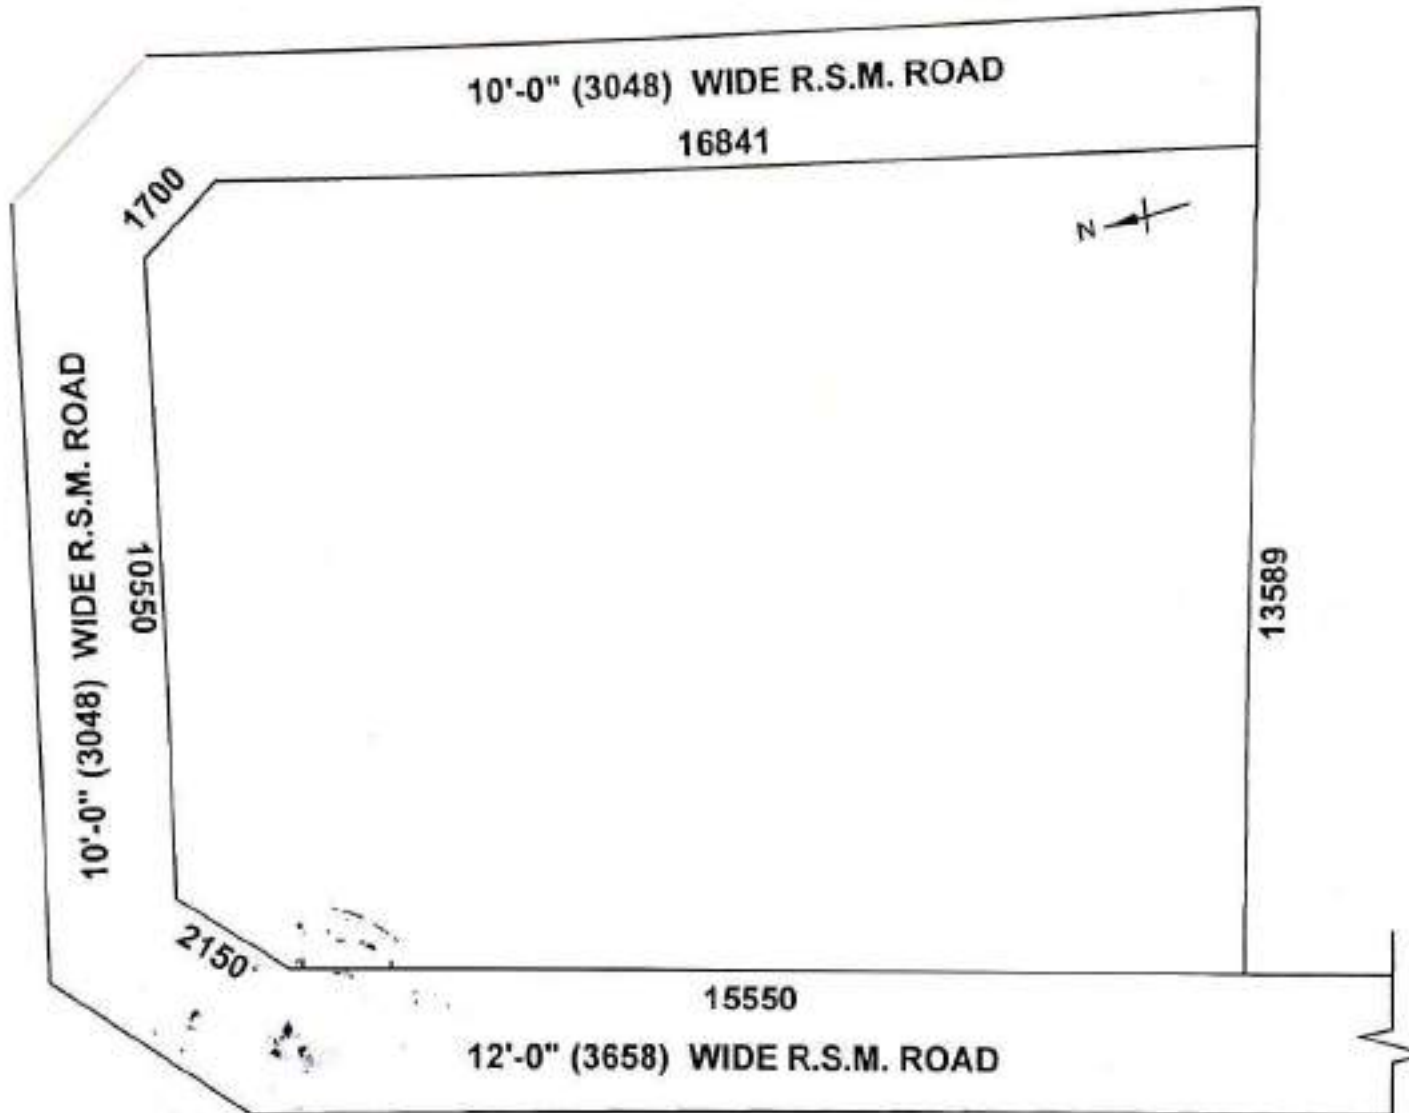 10'-0" (3048) WIDE R.S.M. ROAD
16841
1700
N
10'-0" (3048) WIDE R.S.M. ROAD
10550
13589
2150
15550
12'-0" (3658) WIDE R.S.M. ROAD